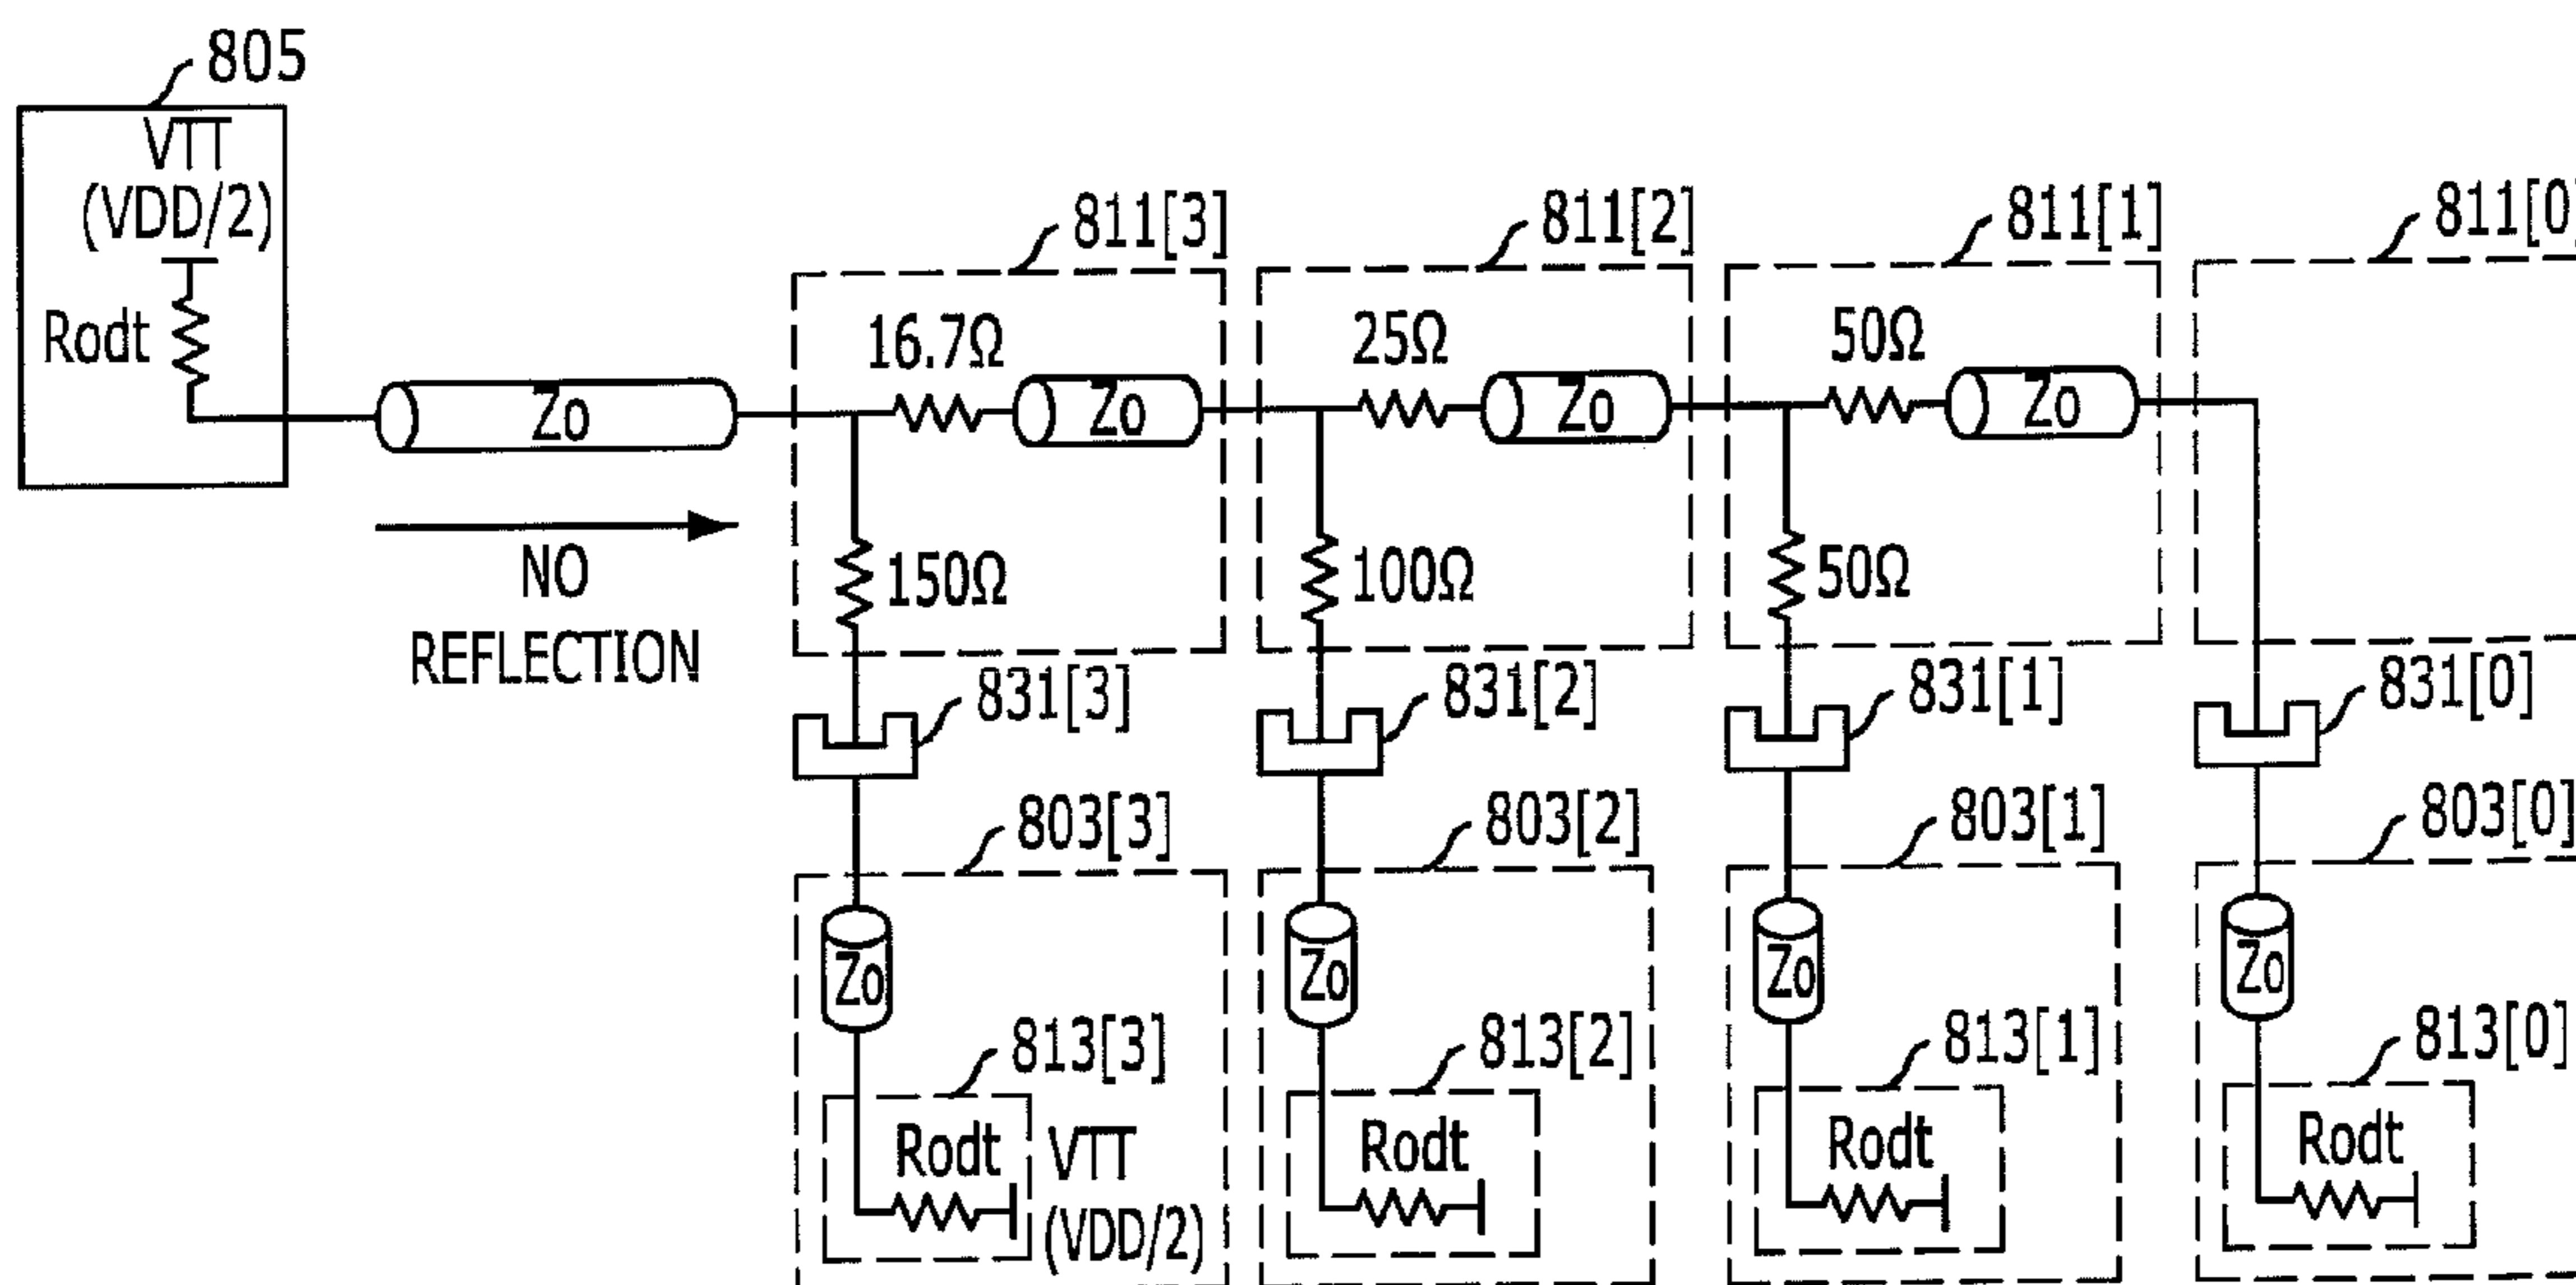 805
VTT
(VDD/2)
Rodt
Zo
NO
REFLECTION
811[3]
811[2]
811[1]
811[0]
16.7Ω
Zo
25Ω
Zo
50Ω
Zo
150Ω
100Ω
50Ω
831[3]
831[2]
831[1]
831[0]
803[3]
803[2]
803[1]
803[0]
Zo
Zo
Zo
Zo
813[3]
813[2]
813[1]
813[0]
Rodt
VTT
(VDD/2)
Rodt
Rodt
Rodt